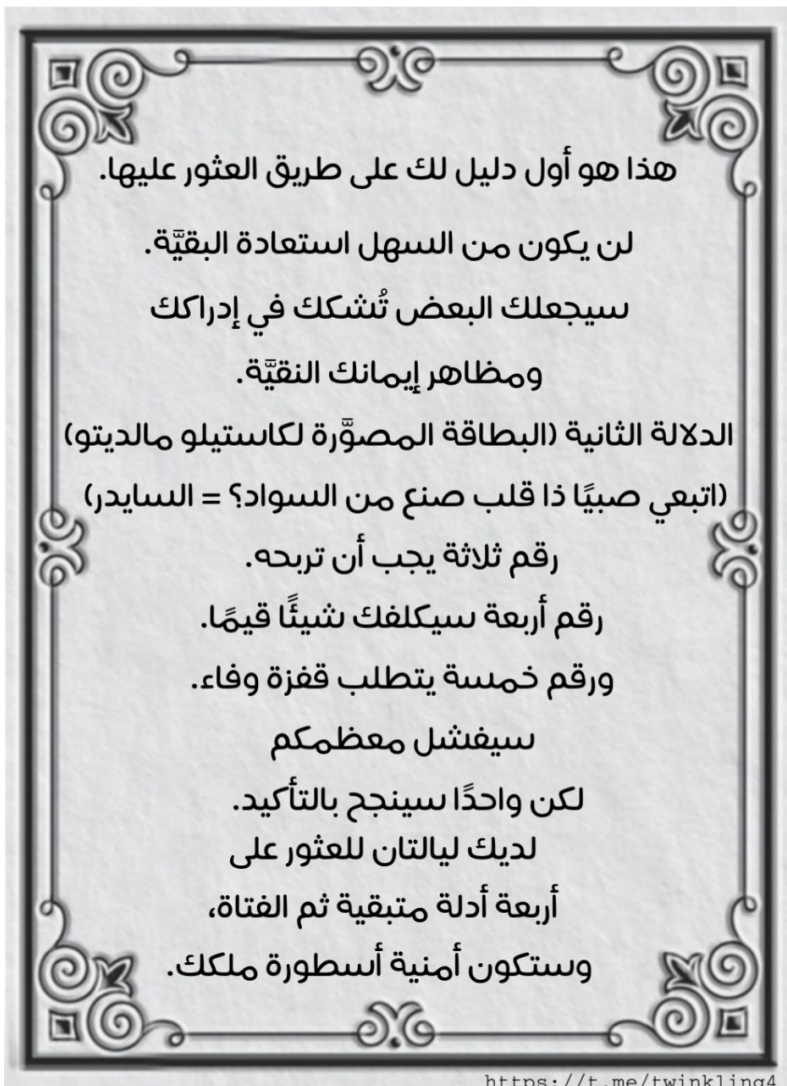 هذا هو أول دليل لك على طريق العثور عليها.
لن يكون من السهل استعادة البقيَّة.
سيجعلك البعض تُشكك في إدراكك
ومظاهر إيمانك النقيَّة.
الدلالة الثانية (البطاقة المصوَّرة لكاستيلو مالديتو)
(اتبعي صبيًا ذا قلب صنع من السواد؟ = السايدر)
رقم ثلاثة يجب أن تربحه.
رقم أربعة سيكلفك شيئًا قيمًا.
ورقم خمسة يتطلب قفزة وفاء.
سيفشل معظمكم
لكن واحدًا سينجح بالتأكيد.
لديك ليالتان للعثور على
أربعة أدلة متبقية ثم الفتاة،
وستكون أمنية أسطورة ملكك.
https://t.me/twinkling4